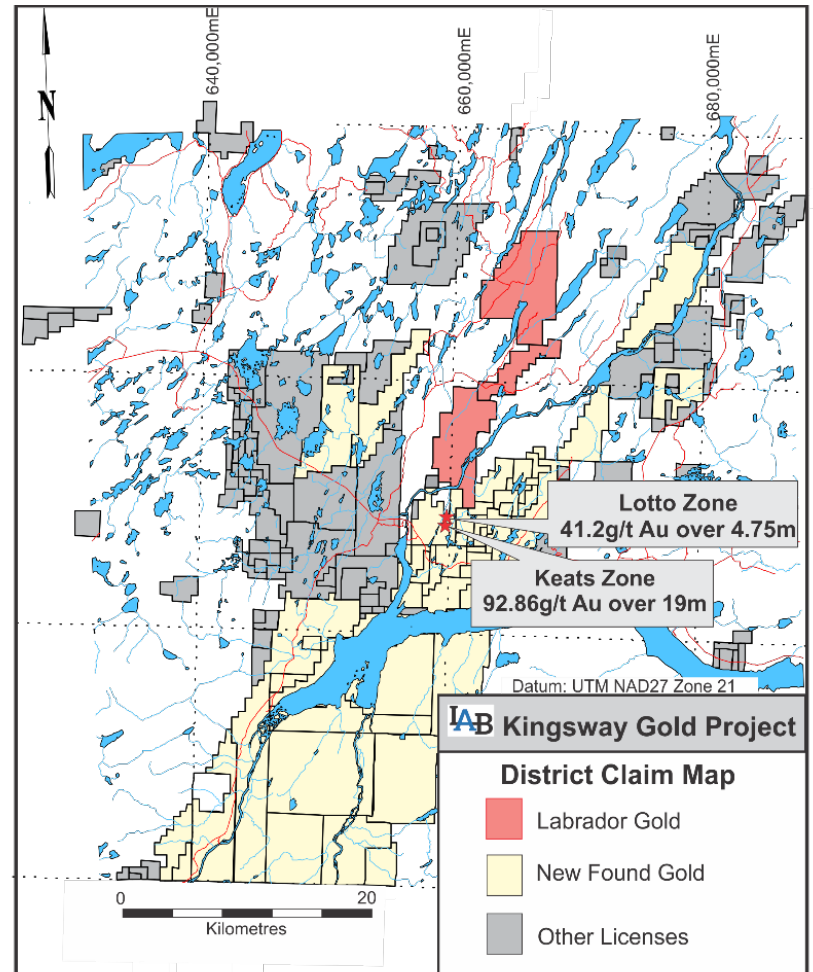 640,000mE
660,000mE
680,000mE
N
Lotto Zone
41.2g/t Au over 4.75m
Keats Zone
92.86g/t Au over 19m
Datum: UTM NAD27 Zone 21
LAB Kingsway Gold Project
District Claim Map
Labrador Gold
New Found Gold
Other Licenses
0 20
Kilometres